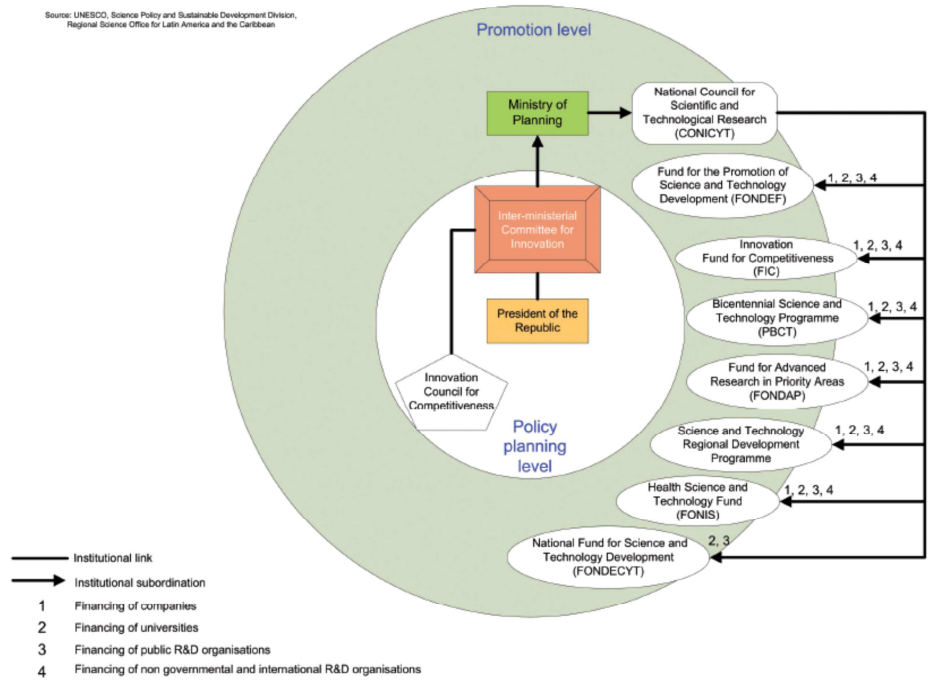 Source: UNESCO, Science Policy and Sustainable Development Division,
Regional Science Office for Latin America and the Caribbean
Promotion level
Ministry of
Planning
National Council for
Scientific and
Technological Research
(CONICYT)
Fund for the Promotion of
Science and Technology
Development (FONDEF)
1, 2, 3, 4
Inter-ministerial
Committee for
Innovation
Innovation
Fund for Competitiveness
(FIC)
1, 2, 3, 4
President of the
Republic
Bicentennial Science and
Technology Programme
(PBCT)
1, 2, 3, 4
Innovation
Council for
Competitiveness
Fund for Advanced
Research in Priority Areas
(FONDAP)
1, 2, 3, 4
Policy
planning
level
Science and Technology
Regional Development
Programme
1, 2, 3, 4
Health Science and
Technology Fund
(FONIS)
1, 2, 3, 4
National Fund for Science and
Technology Development
(FONDECYT)
2, 3
Institutional link
Institutional subordination
1 Financing of companies
2 Financing of universities
3 Financing of public R&D organisations
4 Financing of non governmental and international R&D organisations